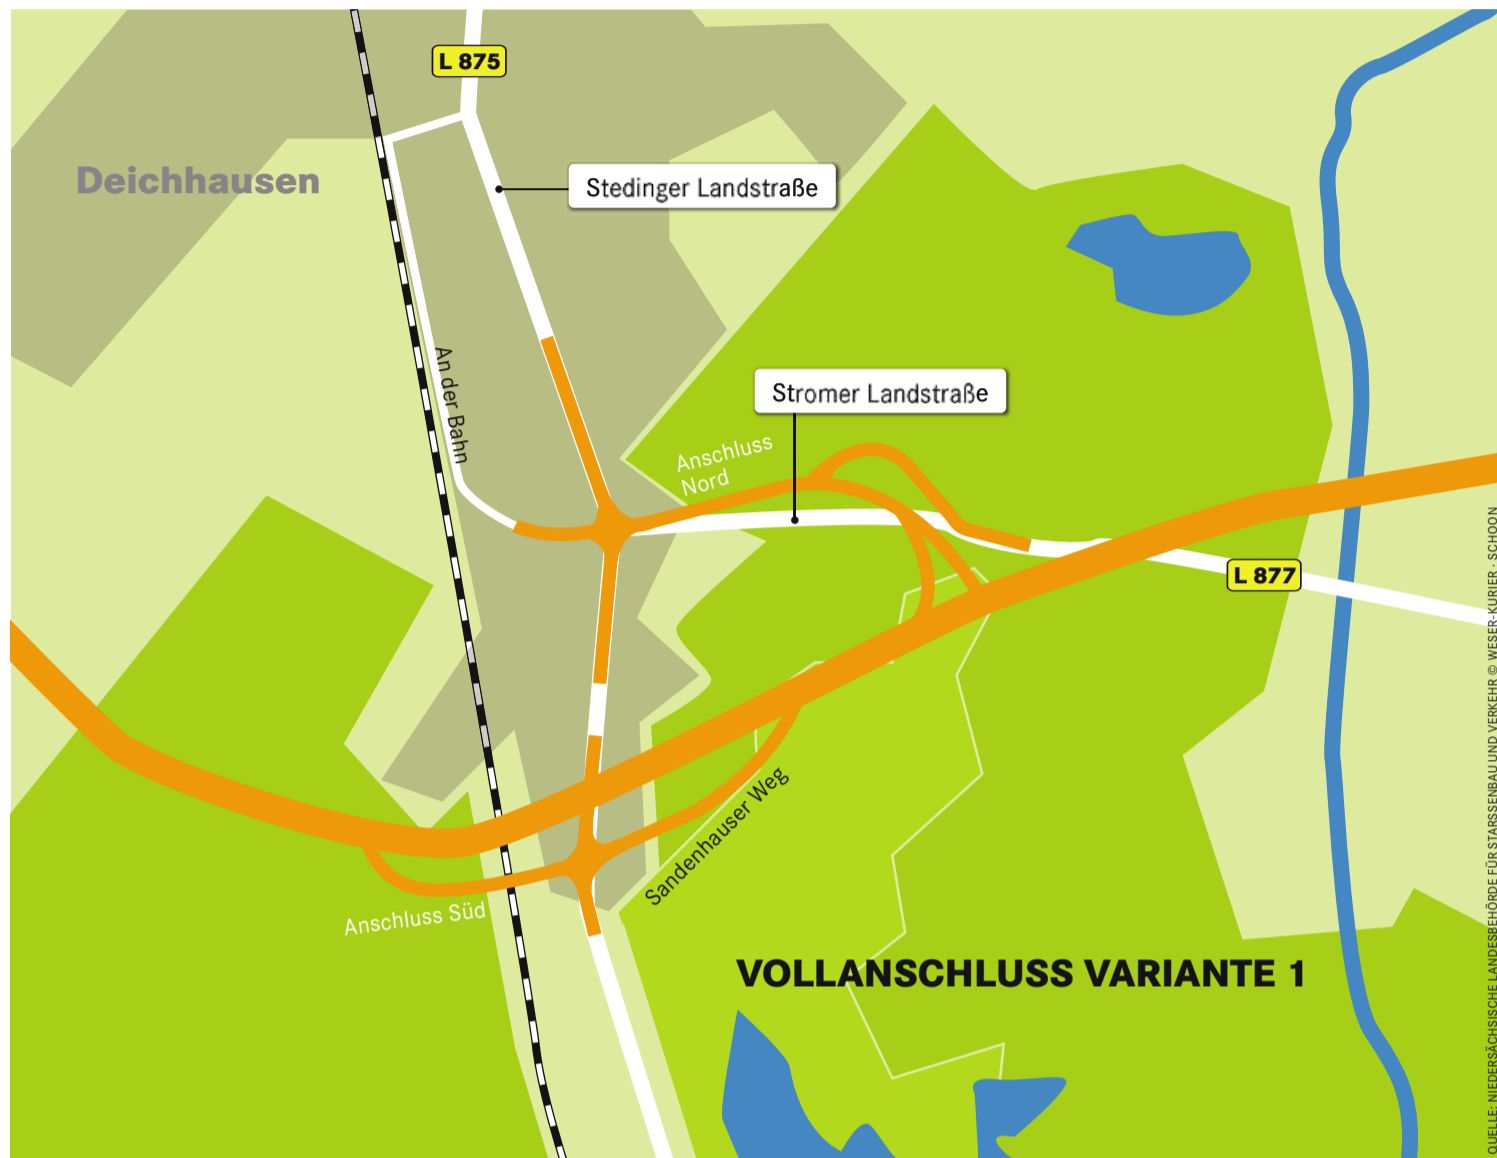 L 875
Deichhausen
Stedinger Landstraße
An der Bahn
Stromer Landstraße
Anschluss
Nord
L 877
Sandenhauser Weg
Anschluss Süd
VOLLANSCHLUSS VARIANTE 1
QUELLE: NIEDERSÄCHSISCHE LANDESBEHÖRDE FÜR STARSSENBAU UND VERKEHR © WESER-KURIER · SCHOON